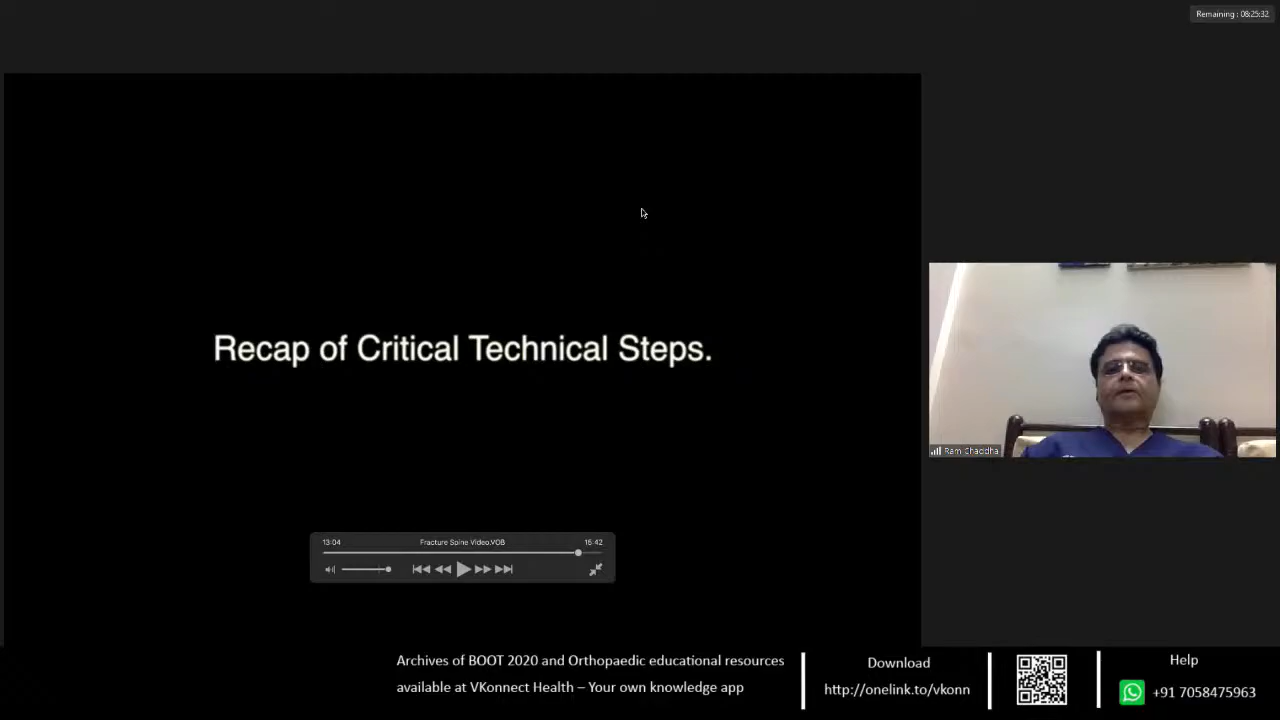 Remaining : 08:25:32
Recap of Critical Technical Steps.
Ram Chaddha
13:04 Fracture Spine Video.VOB 15:42
Archives of BOOT 2020 and Orthopaedic educational resources
available at VKonnect Health – Your own knowledge app
Download
http://onelink.to/vkonn
Help
+91 7058475963